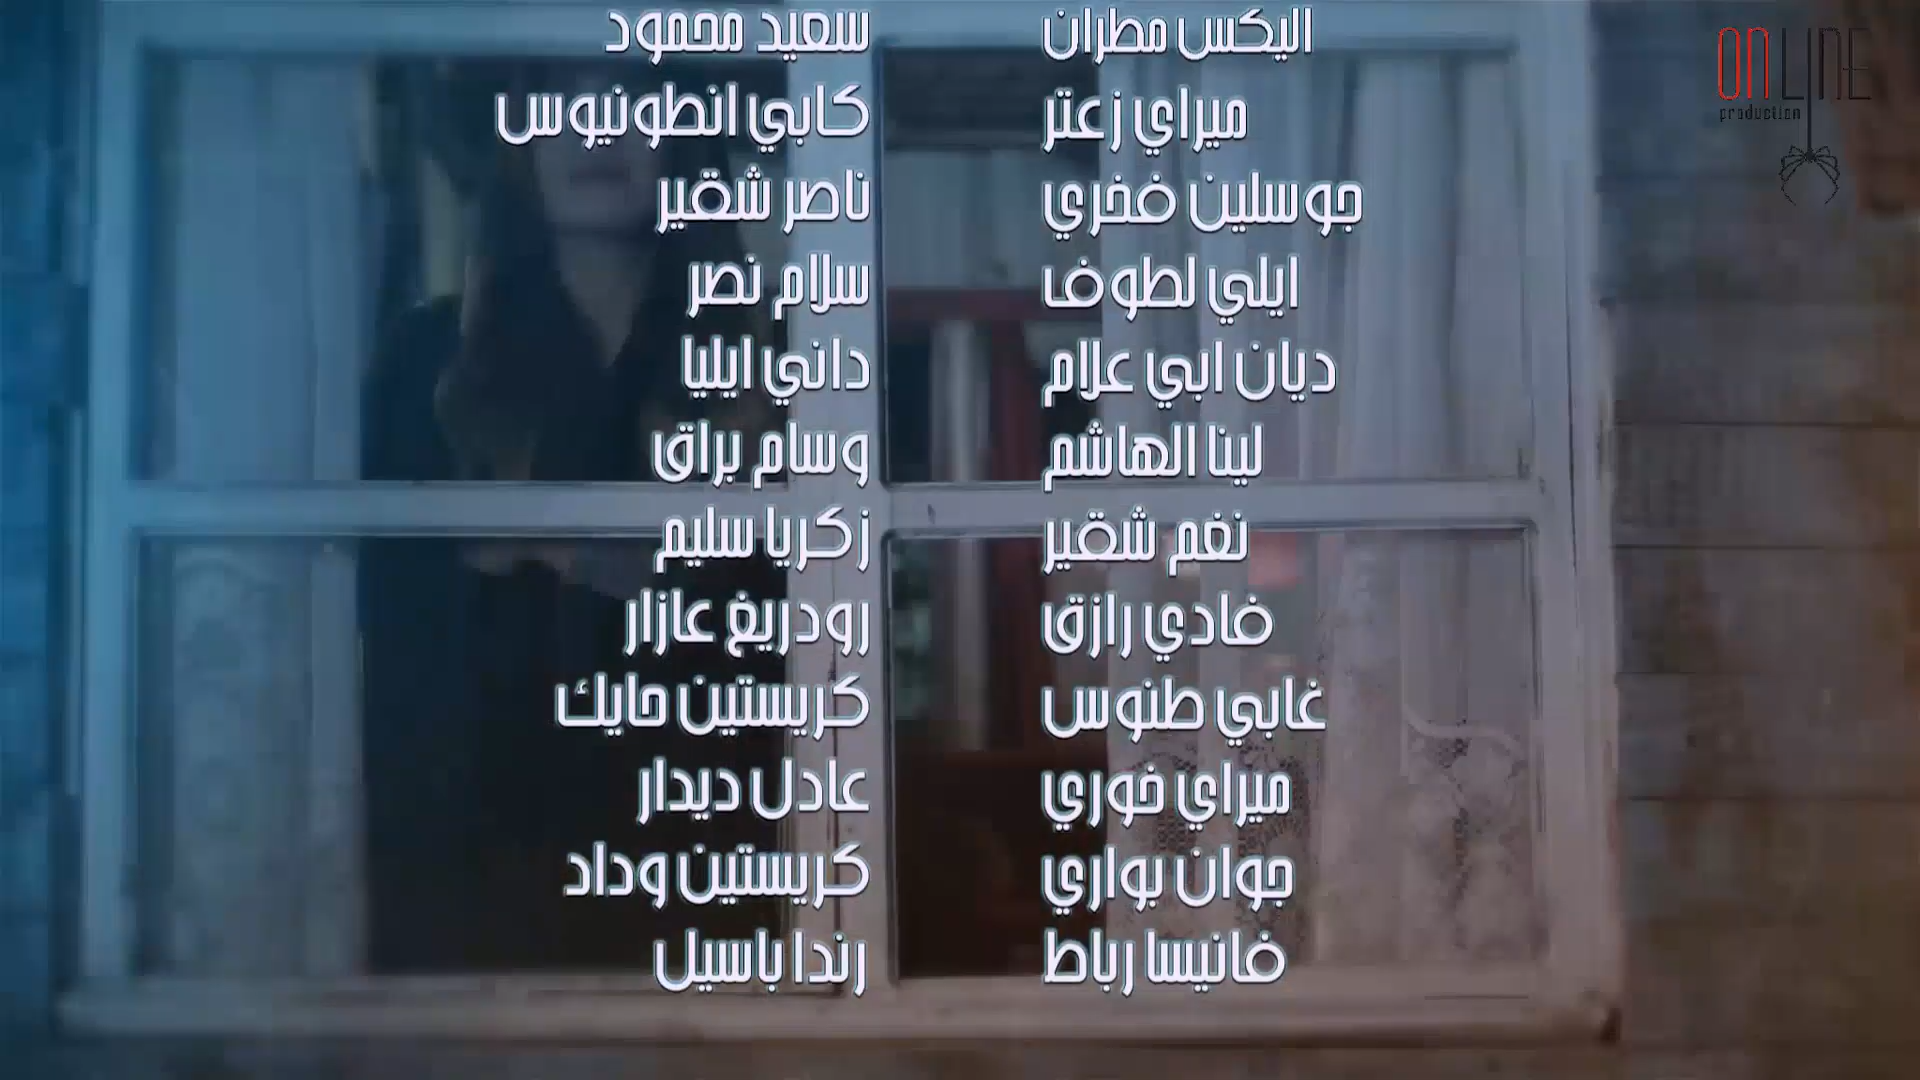 اليكس مطران
ميراي زعتر
جوسلين فخري
ايلي لطوف
ديان ابي علام
لينا الهاشم
نغم شقير
فادي رازق
غابي طنوس
ميراي خوري
جوان بواري
فانيسا رباط
سعيد محمود
كابي انطونيوس
ناصر شقير
سلام نصر
داني ايليا
وسام براق
زكريا سليم
رودريغ عازار
كريستين حايك
عادل ديدار
كريستين وداد
رندا باسيل
ONLINE
production